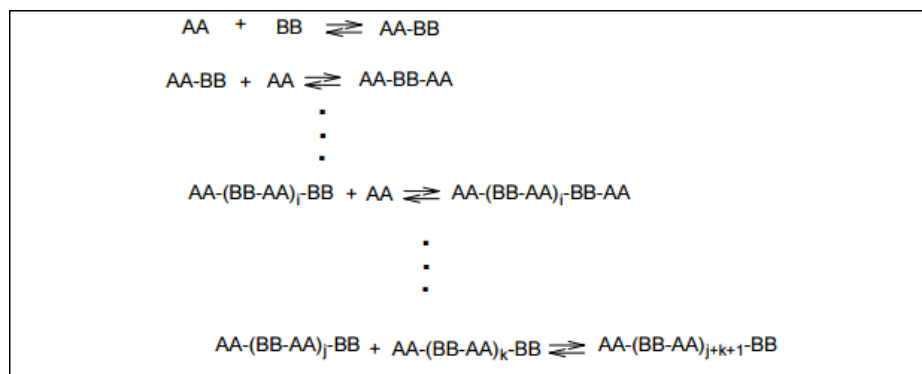 AA + BB ⇌ AA-BB
AA-BB + AA ⇌ AA-BB-AA
AA-(BB-AA)i-BB + AA ⇌ AA-(BB-AA)i-BB-AA
AA-(BB-AA)j-BB + AA-(BB-AA)k-BB ⇌ AA-(BB-AA)j+k+1-BB